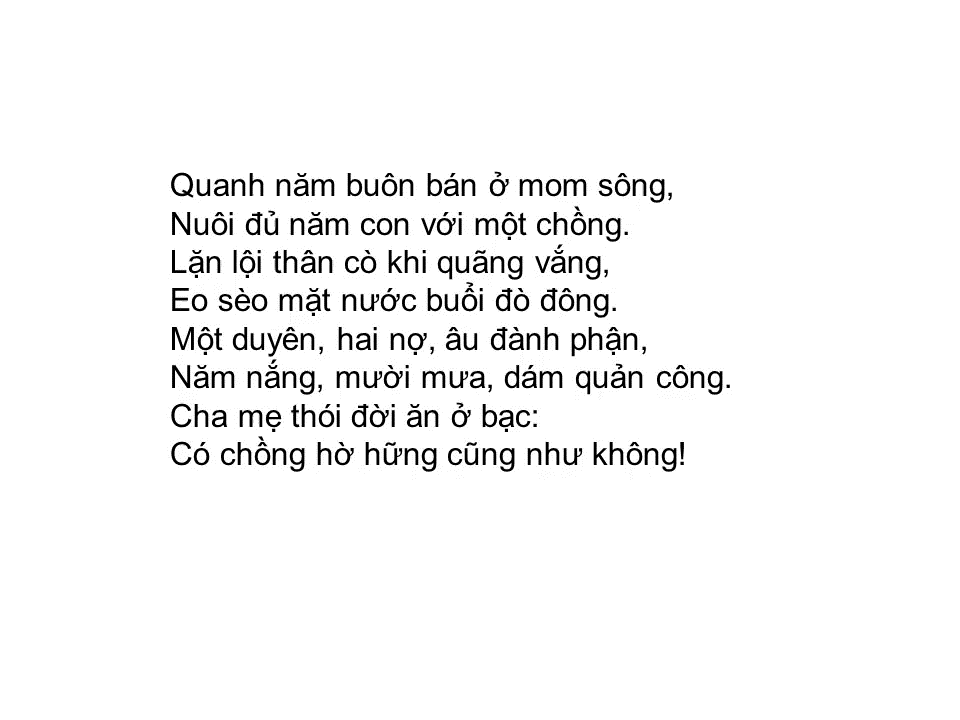 Quanh năm buôn bán ở mom sông,
Nuôi đủ năm con với một chồng.
Lặn lội thân cò khi quãng vắng,
Eo sèo mặt nước buổi đò đông.
Một duyên, hai nợ, âu đành phận,
Năm nắng, mười mưa, dám quản công.
Cha mẹ thói đời ăn ở bạc:
Có chồng hờ hững cũng như không!